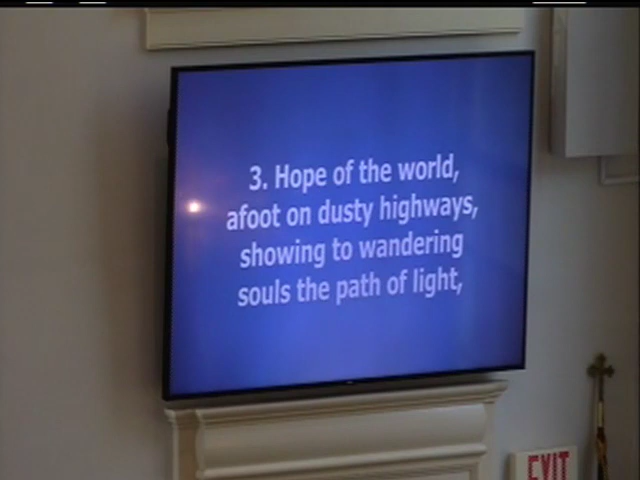 3. Hope of the world,
afoot on dusty highways,
showing to wandering
souls the path of light,
EXIT